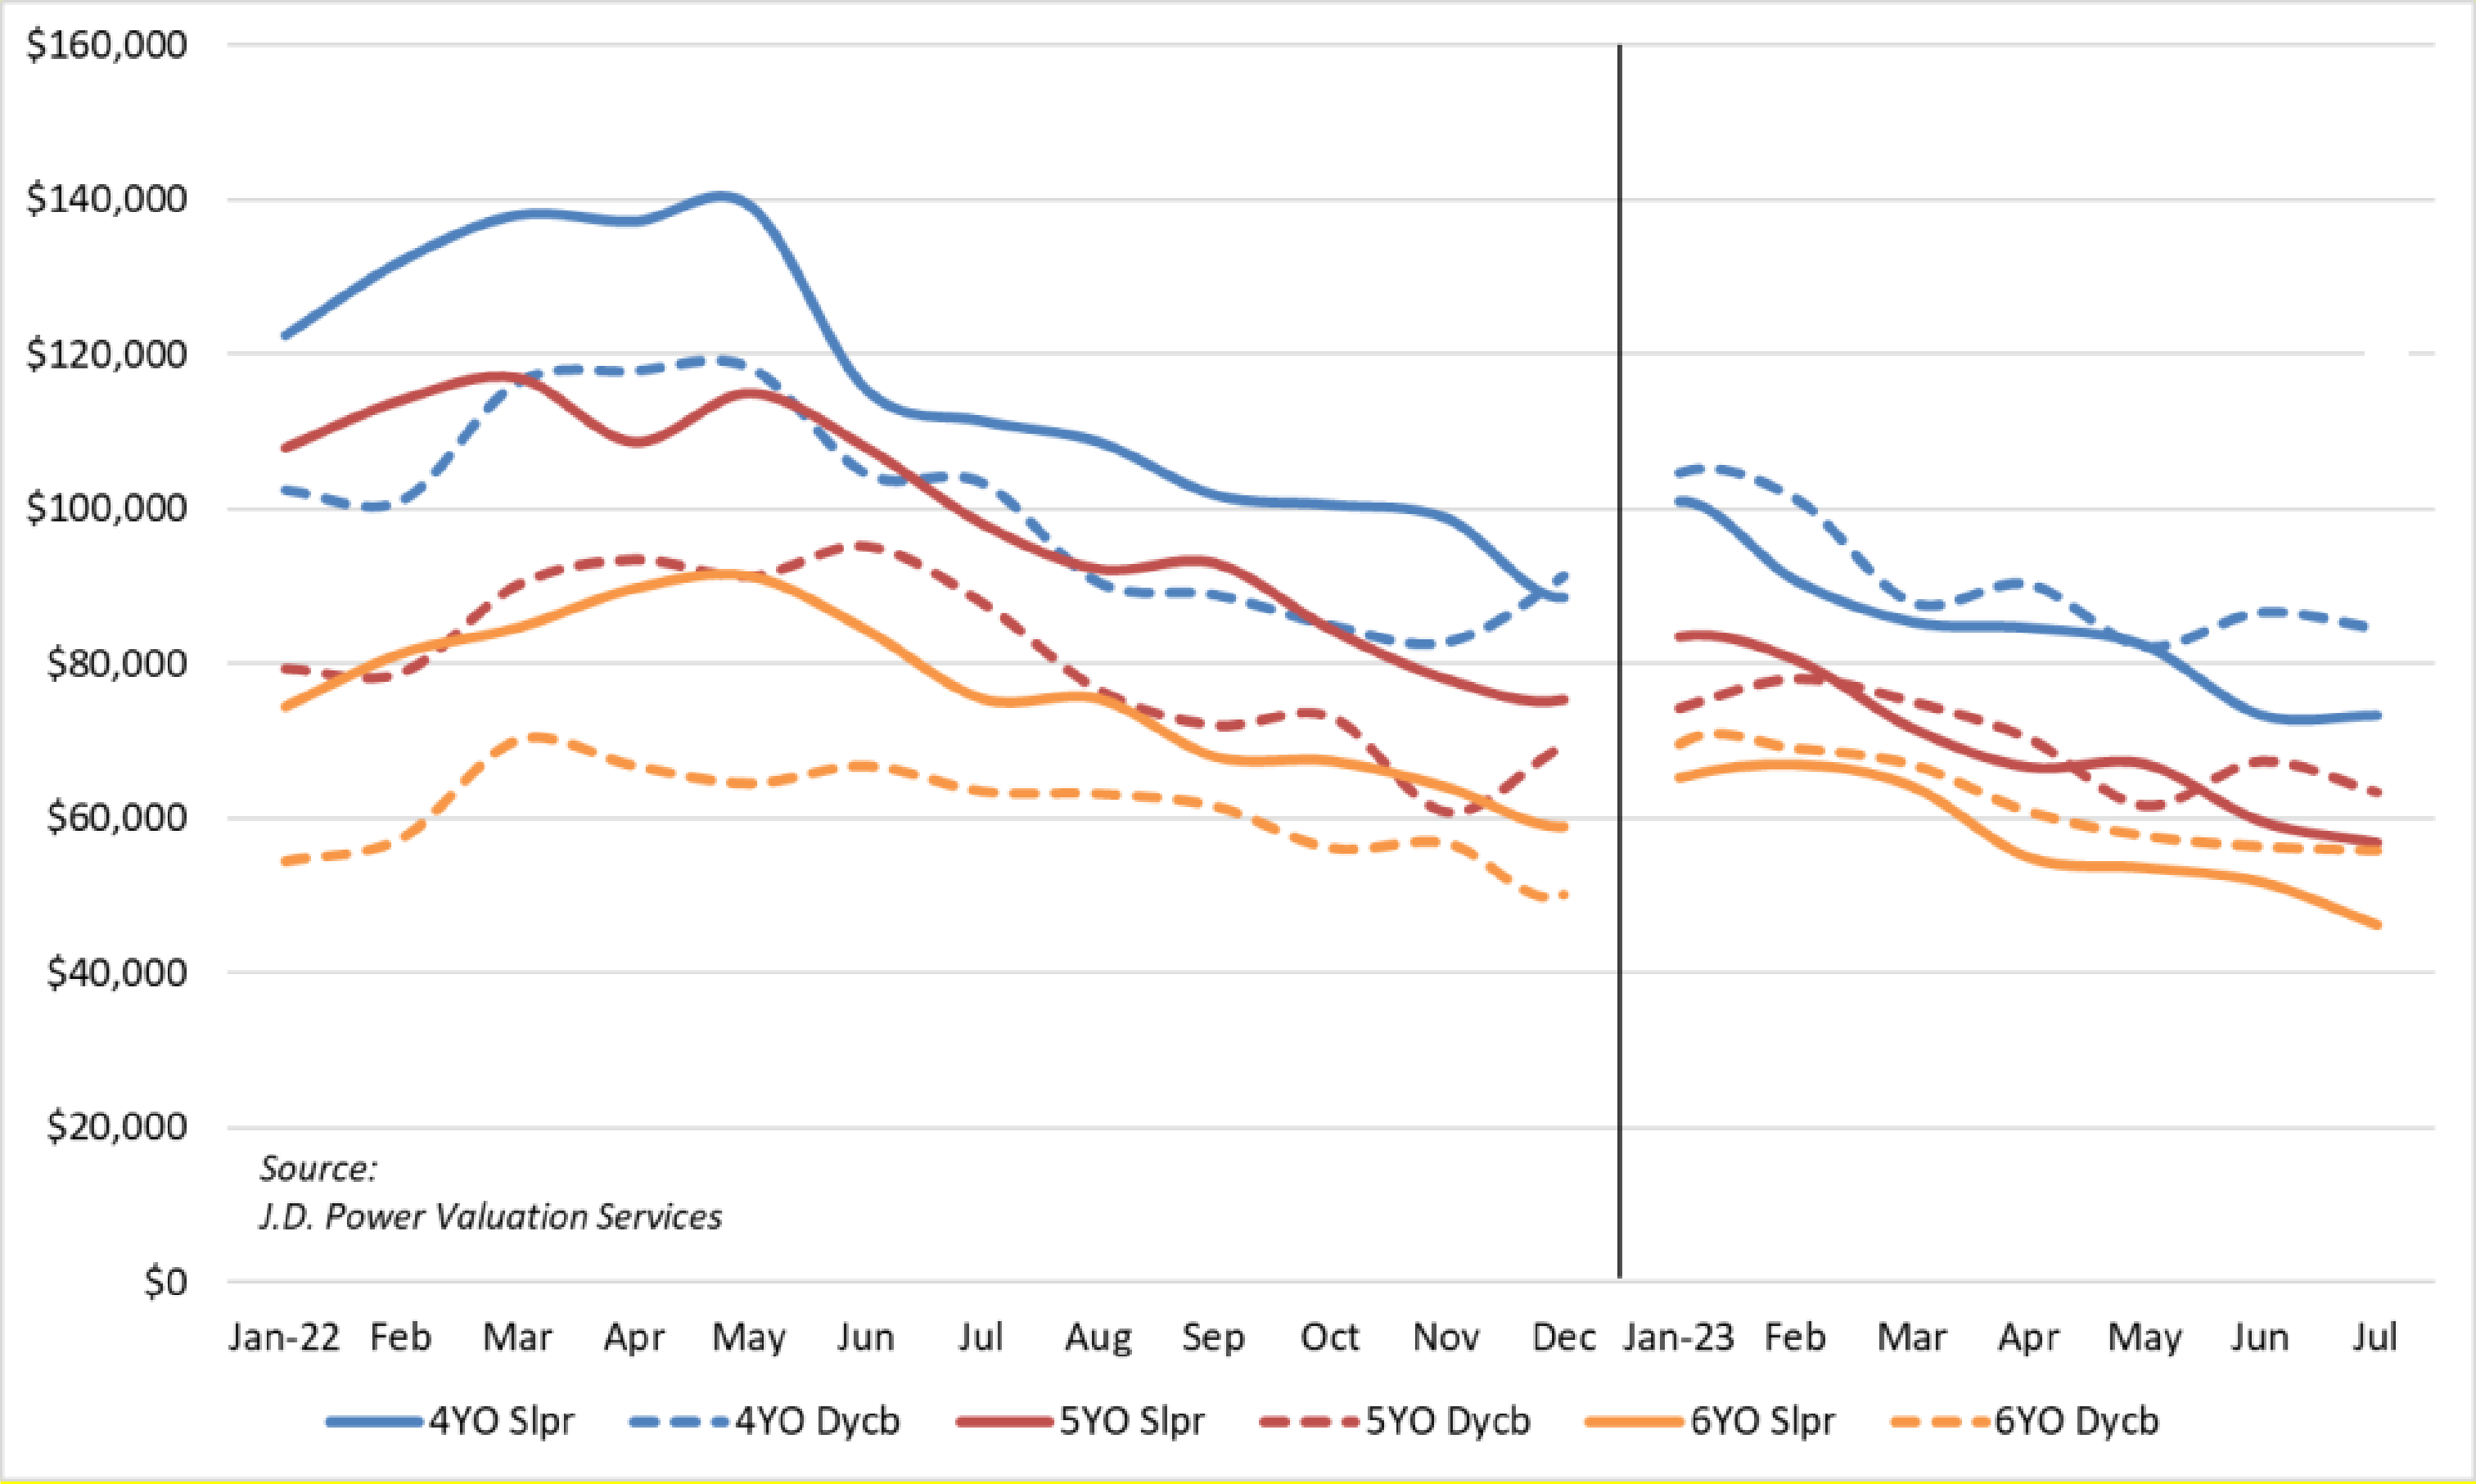 $160,000
$140,000
$120,000
$100,000
$80,000
$60,000
$40,000
$20,000
$0
Source:
J.D. Power Valuation Services
Jan-22 Feb Mar Apr May Jun Jul Aug Sep Oct Nov Dec Jan-23 Feb Mar Apr May Jun Jul
4YO Slpr 4YO Dycb 5YO Slpr 5YO Dycb 6YO Slpr 6YO Dycb